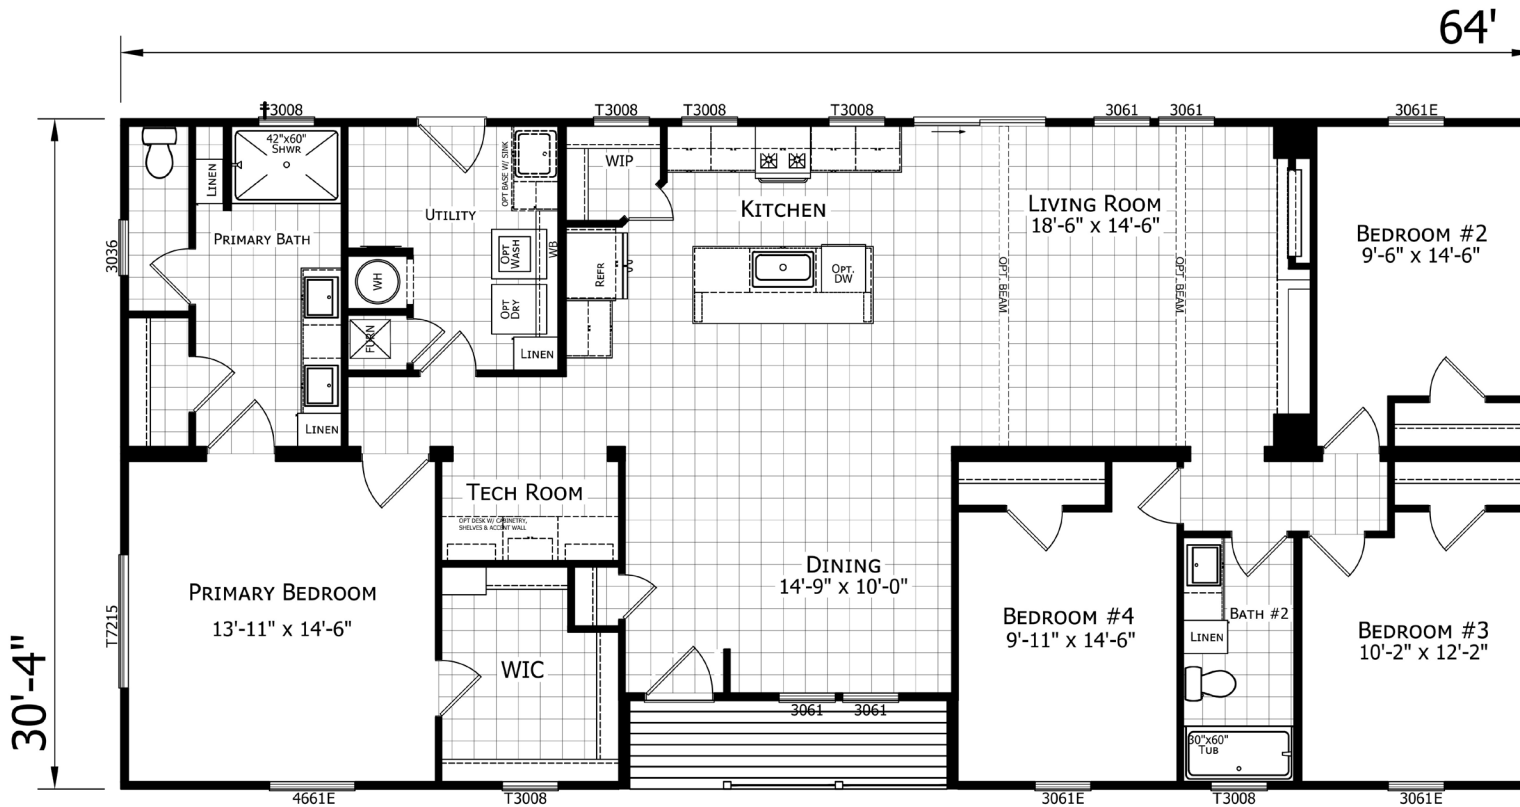 64'
T3008
T3008
T3008
T3008
3061
3061
3061E
42"x60"
SHWR
LINEN
PRIMARY BATH
3036
UTILITY
OPT BASE W/ SINK
OPT
WASH
WB
OPT
DRY
WH
FURN
LINEN
LINEN
WIP
REFR
KITCHEN
OPT.
DW
LIVING ROOM
18'-6" X 14'-6"
OPT. BEAM
OPT. BEAM
BEDROOM #2
9'-6" X 14'-6"
TECH ROOM
OPT DESK W/ CABINETRY,
SHELVES & ACCENT WALL
PRIMARY BEDROOM
13'-11" X 14'-6"
T7215
30'-4"
WIC
DINING
14'-9" X 10'-0"
BEDROOM #4
9'-11" X 14'-6"
BATH #2
LINEN
30"x60"
TUB
BEDROOM #3
10'-2" X 12'-2"
3061
3061
4661E
T3008
3061E
T3008
3061E